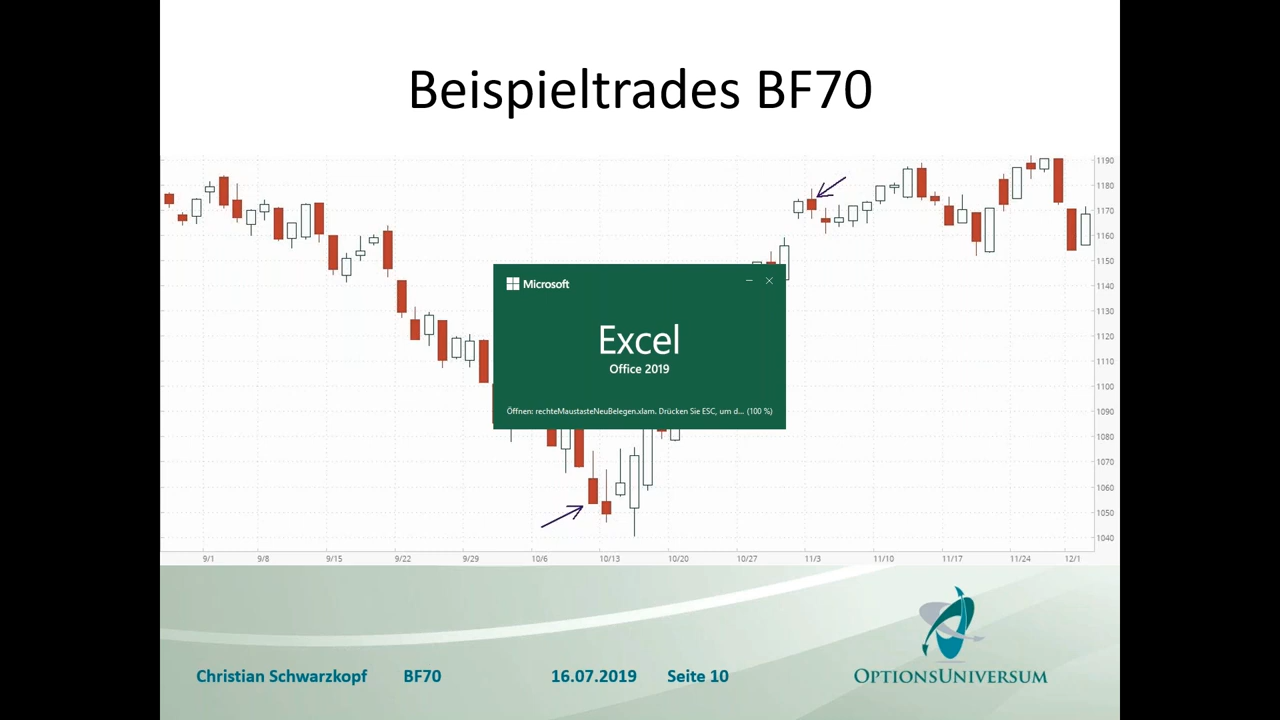 Beispieltrades BF70
1190
1180
1170
1160
1150
1140
1130
1120
1110
1100
1090
1080
1070
1060
1050
1040
Microsoft
Excel
Office 2019
Öffnen: rechteMaustasteNeuBelegen.xlam. Drücken Sie ESC, um d... (100 %)
9/1 9/8 9/15 9/22 9/29 10/6 10/13 10/20 10/27 11/3 11/10 11/17 11/24 12/1
Christian Schwarzkopf BF70 16.07.2019 Seite 10
OPTIONSUNIVERSUM